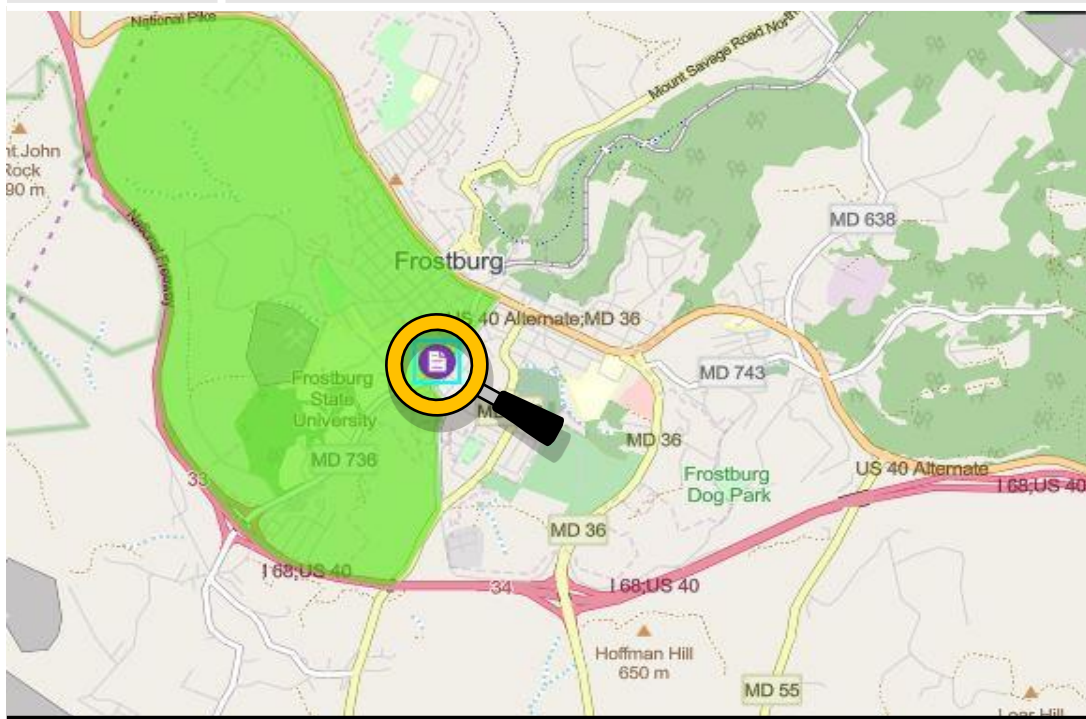 National Pike
Mount Savage Road North
John
Rock
90 m
National Freeway
MD 638
Frostburg
US 40 Alternate;MD 36
MD 743
Frostburg
State
University
MD 736
MD 36
Frostburg
Dog Park
US 40 Alternate
I 68;US 40
33
MD 36
I 68;US 40
34
I 68;US 40
Hoffman Hill
650 m
MD 55